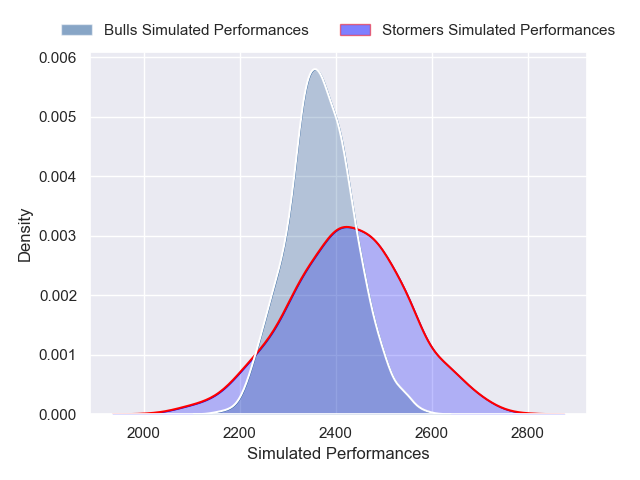 Bulls Simulated Performances Stormers Simulated Performances
0.006
0.005
0.004
0.003
0.002
0.001
0.000
Density
2000 2200 2400 2600 2800
Simulated Performances